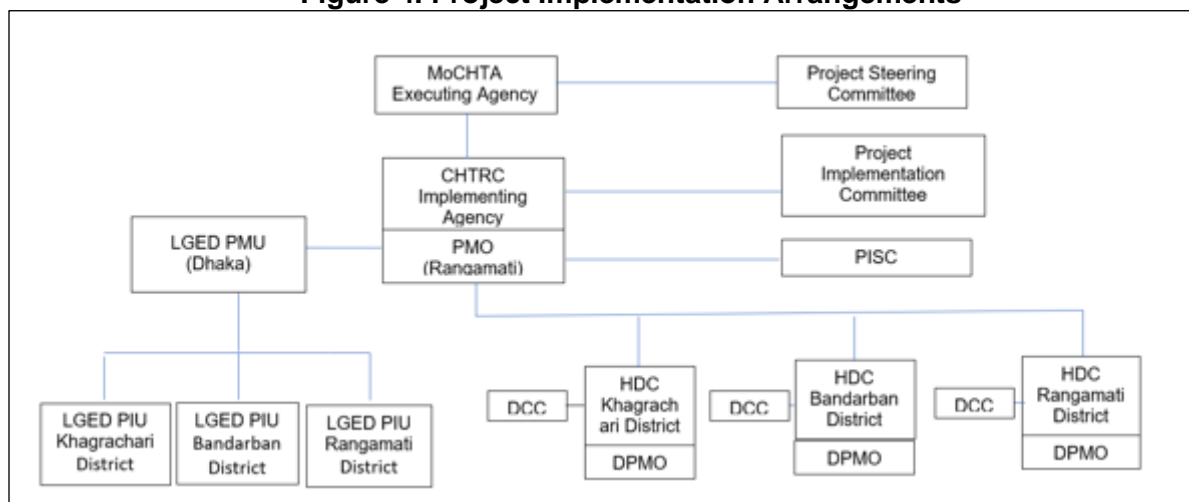 Figure 4: Project Implementation Arrangements
MoCHTA
Executing Agency
Project Steering
Committee
CHTRC
Implementing
Agency
Project
Implementation
Committee
LGED PMU
(Dhaka)
PMO
(Rangamati)
PISC
LGED PIU
Khagrachari
District
LGED PIU
Bandarban
District
LGED PIU
Rangamati
District
DCC
HDC
Khagrach
ari District
DPMO
DCC
HDC
Bandarban
District
DPMO
DCC
HDC
Rangamati
District
DPMO